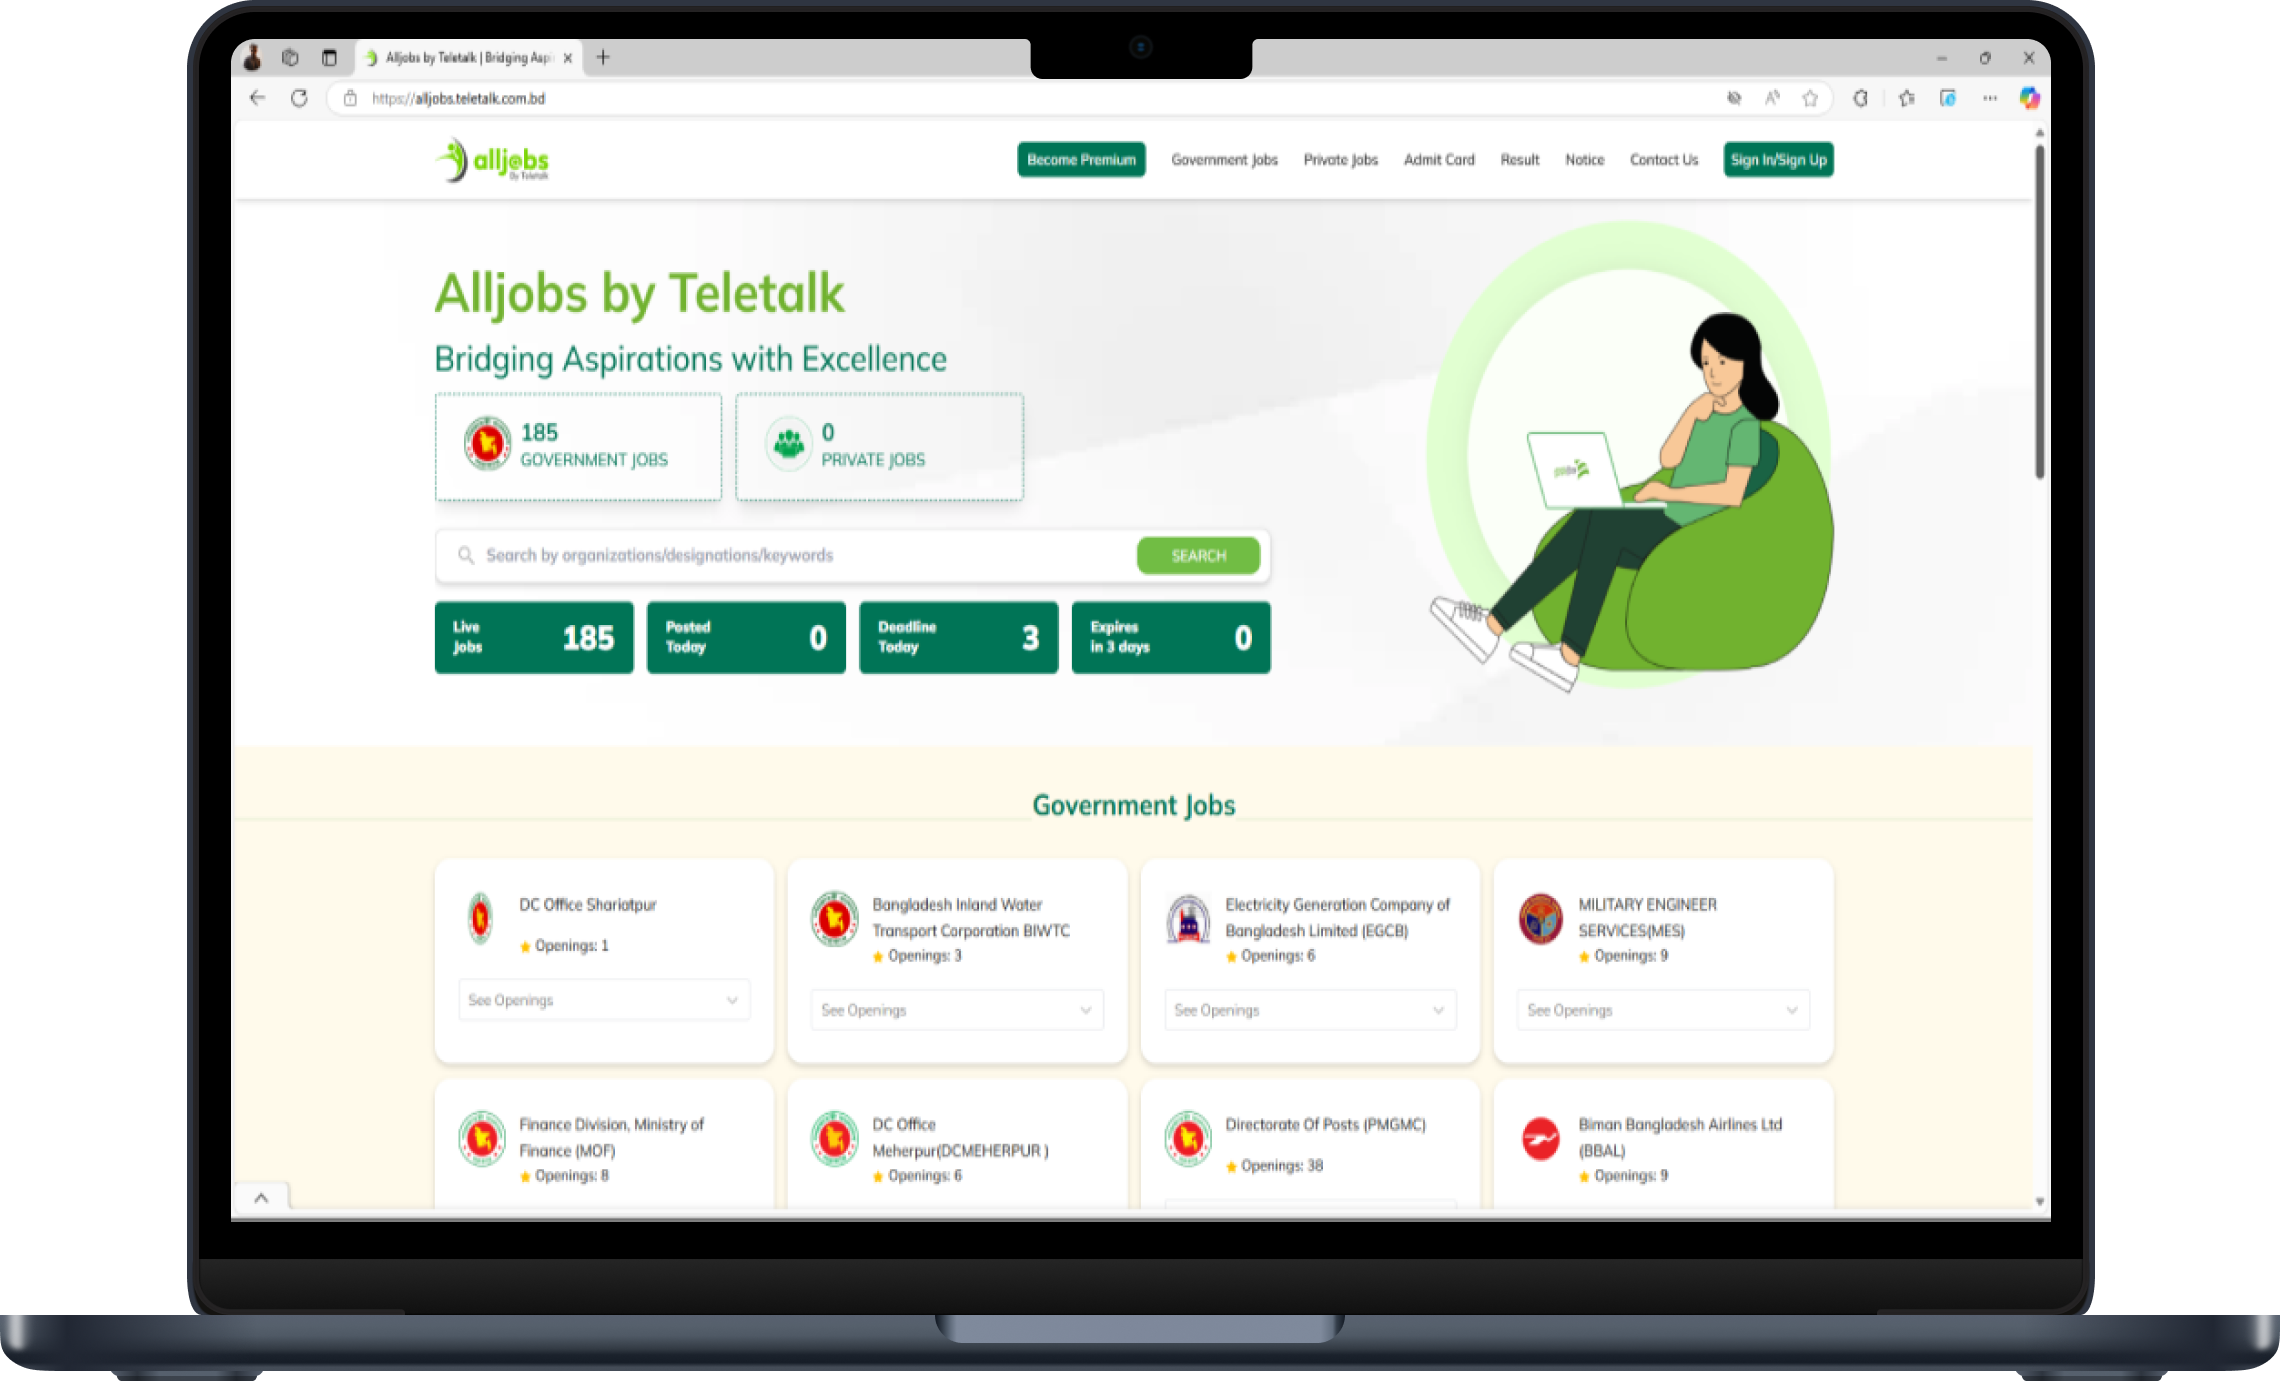 Alljobs by Teletalk | Bridging Asp
https://alljobs.teletalk.com.bd
alljobs
By Teletalk
Become Premium
Government Jobs
Private Jobs
Admit Card
Result
Notice
Contact Us
Sign In/Sign Up
Alljobs by Teletalk
Bridging Aspirations with Excellence
185
GOVERNMENT JOBS
0
PRIVATE JOBS
Search by organizations/designations/keywords
SEARCH
Live
Jobs
185
Posted
Today
0
Deadline
Today
3
Expires
in 3 days
0
Government Jobs
DC Office Shariatpur
Openings: 1
See Openings
Bangladesh Inland Water
Transport Corporation BIWTC
Openings: 3
See Openings
Electricity Generation Company of
Bangladesh Limited (EGCB)
Openings: 6
See Openings
MILITARY ENGINEER
SERVICES(MES)
Openings: 9
See Openings
Finance Division, Ministry of
Finance (MOF)
Openings: 8
DC Office
Meherpur(DCMEHERPUR )
Openings: 6
Directorate Of Posts (PMGMC)
Openings: 38
Biman Bangladesh Airlines Ltd
(BBAL)
Openings: 9